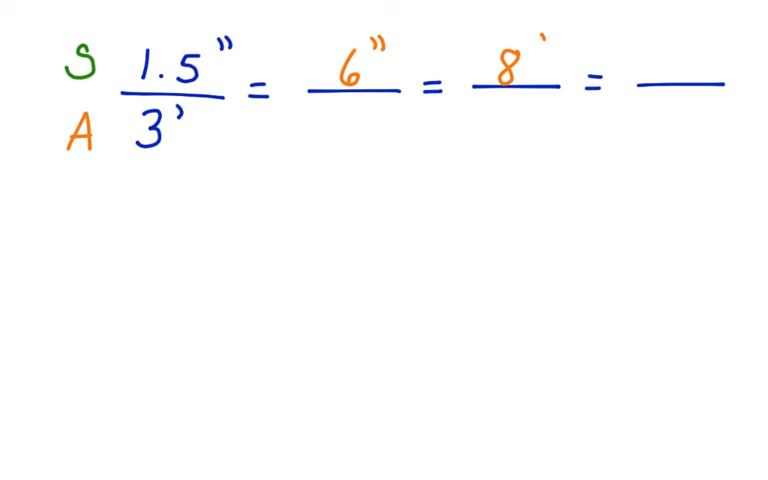 S 1.5" = 6" = 8' =
A 3'